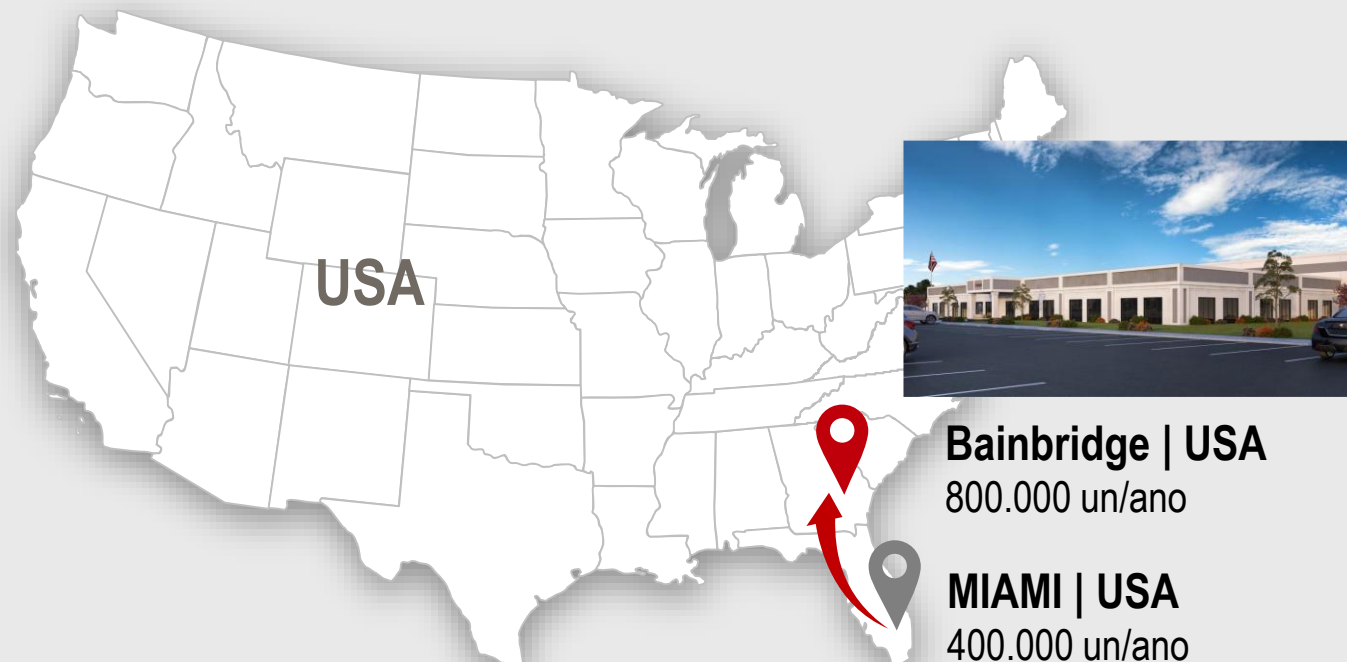 USA
Bainbridge | USA
800.000 un/ano
MIAMI | USA
400.000 un/ano